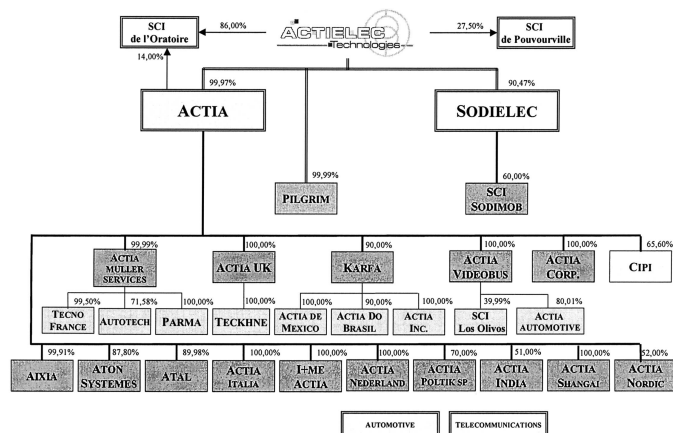 SCI
de l'Oratoire
86,00%
ACTIELEC
Technologies
27,50%
SCI
de Pouvourville
14,00%
99,97%
90,47%
ACTIA
SODIELEC
99,99%
60,00%
PILGRIM
SCI
SODIMOB
99,99%
100,00%
90,00%
100,00%
100,00%
65,60%
ACTIA
MULLER
SERVICES
ACTIA UK
KARFA
ACTIA
VIDEOBUS
ACTIA
CORP.
CIPI
99,50%
71,58%
100,00%
100,00%
100,00%
90,00%
100,00%
39,99%
80,01%
TECNO
FRANCE
AUTOTECH
PARMA
TECKHNE
ACTIA DE
MEXICO
ACTIA DO
BRASIL
ACTIA
INC.
SCI
LOS OLIVOS
ACTIA
AUTOMOTIVE
99,91%
87,80%
89,98%
100,00%
100,00%
100,00%
70,00%
51,00%
100,00%
52,00%
AIXIA
ATON
SYSTEMES
ATAL
ACTIA
ITALIA
I+ME
ACTIA
ACTIA
NEDERLAND
ACTIA
POLTIK SP
ACTIA
INDIA
ACTIA
SHANGAI
ACTIA
NORDIC
AUTOMOTIVE
TELECOMMUNICATIONS